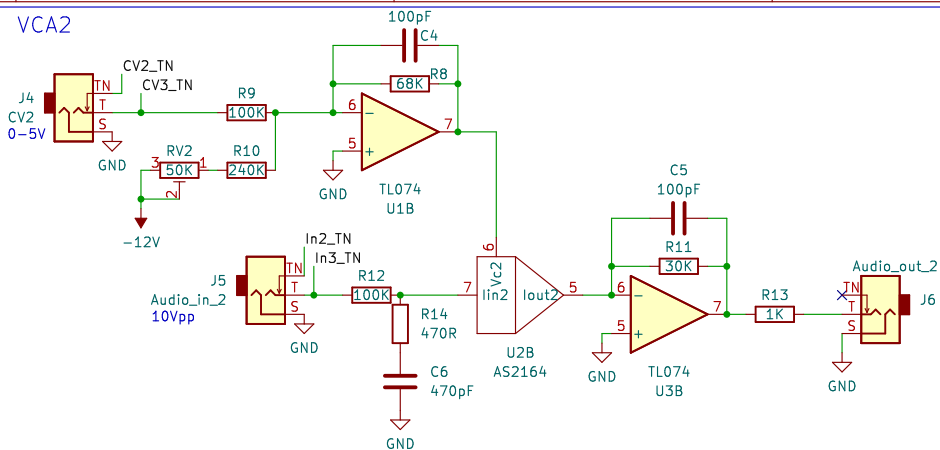 VCA2
100pF
C4
CV2_TN
CV3_TN
R8
68K
J4
CV2
0-5V
TN
T
S
GND
R9
100K
6
−
5
+
7
GND
TL074
U1B
3
RV2
50K
1
2
R10
240K
-12V
In2_TN
In3_TN
J5
Audio_in_2
10Vpp
TN
T
S
GND
R12
100K
R14
470R
C6
470pF
GND
6
Vc2
7
Iin2
Iout2
5
U2B
AS2164
C5
100pF
R11
30K
6
−
5
+
7
GND
TL074
U3B
R13
1K
Audio_out_2
TN
T
S
J6
GND